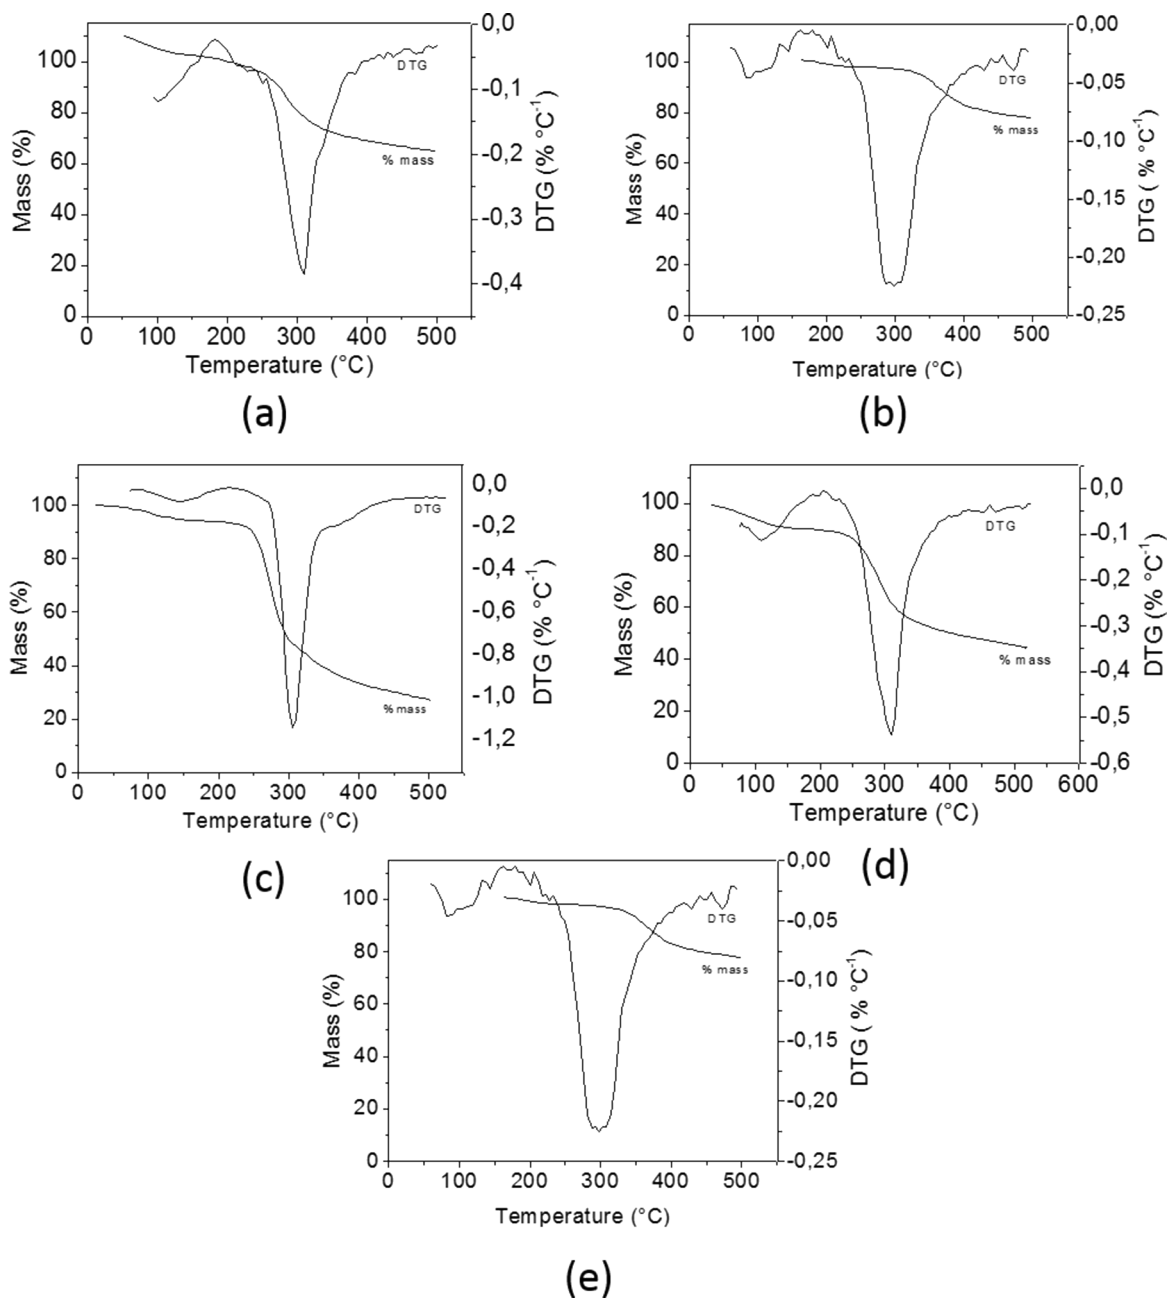 0,0
-0,1
-0,2
-0,3
-0,4
DTG ( % °C-1)
100
80
60
40
20
0
Mass (%)
0 100 200 300 400 500
Temperature (°C)
DTG
% mass
(a)
0,00
-0,05
-0,10
-0,15
-0,20
-0,25
DTG ( % °C-1)
100
80
60
40
20
0
Mass (%)
0 100 200 300 400 500
Temperature (°C)
DTG
% mass
(b)
0,0
-0,2
-0,4
-0,6
-0,8
-1,0
-1,2
DTG ( % °C-1)
100
80
60
40
20
0
Mass (%)
0 100 200 300 400 500
Temperature (°C)
DTG
% mass
(c)
0,0
-0,1
-0,2
-0,3
-0,4
-0,5
-0,6
DTG ( % °C-1)
100
80
60
40
20
0
Mass (%)
0 100 200 300 400 500 600
Temperature (°C)
DTG
% mass
(d)
0,00
-0,05
-0,10
-0,15
-0,20
-0,25
DTG ( % °C-1)
100
80
60
40
20
0
Mass (%)
0 100 200 300 400 500
Temperature (°C)
DTG
% mass
(e)